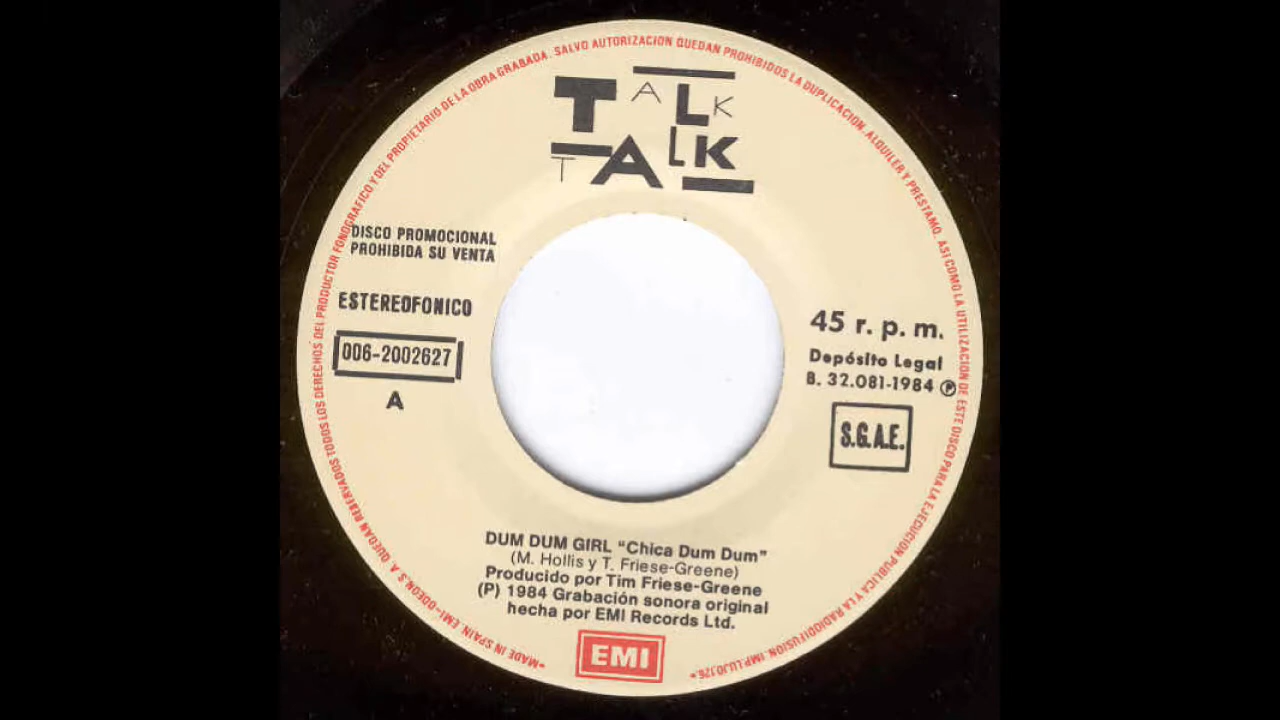 TALK
TALK
DISCO PROMOCIONAL
PROHIBIDA SU VENTA
ESTEREOFONICO
006-2002627
A
45 r. p. m.
Depósito Legal
B. 32.081-1984 Ⓟ
S.G.A.E.
DUM DUM GIRL "Chica Dum Dum"
(M. Hollis y T. Friese-Greene)
Producido por Tim Friese-Greene
(P) 1984 Grabación sonora original
hecha por EMI Records Ltd.
EMI
*MADE IN SPAIN. EMI-ODEON, S. A. QUEDAN RESERVADOS TODOS LOS DERECHOS DEL PRODUCTOR FONOGRAFICO Y DEL PROPIETARIO DE LA OBRA GRABADA. SALVO AUTORIZACION QUEDAN PROHIBIDOS LA DUPLICACION, ALQUILER Y PRESTAMO, ASI COMO LA UTILIZACION DE ESTE DISCO PARA LA EJECUCION PUBLICA Y LA RADIODIFUSION. IMP. LUJO,126*